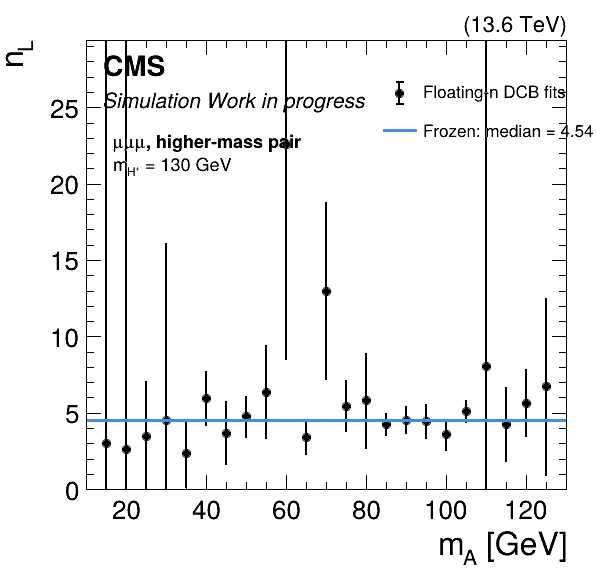 (13.6 TeV)
n_L
CMS
Simulation Work in progress
μμμ, higher-mass pair
m_H⁺ = 130 GeV
Floating-n DCB fits
Frozen: median = 4.54
25
20
15
10
5
0
20 40 60 80 100 120
m_A [GeV]